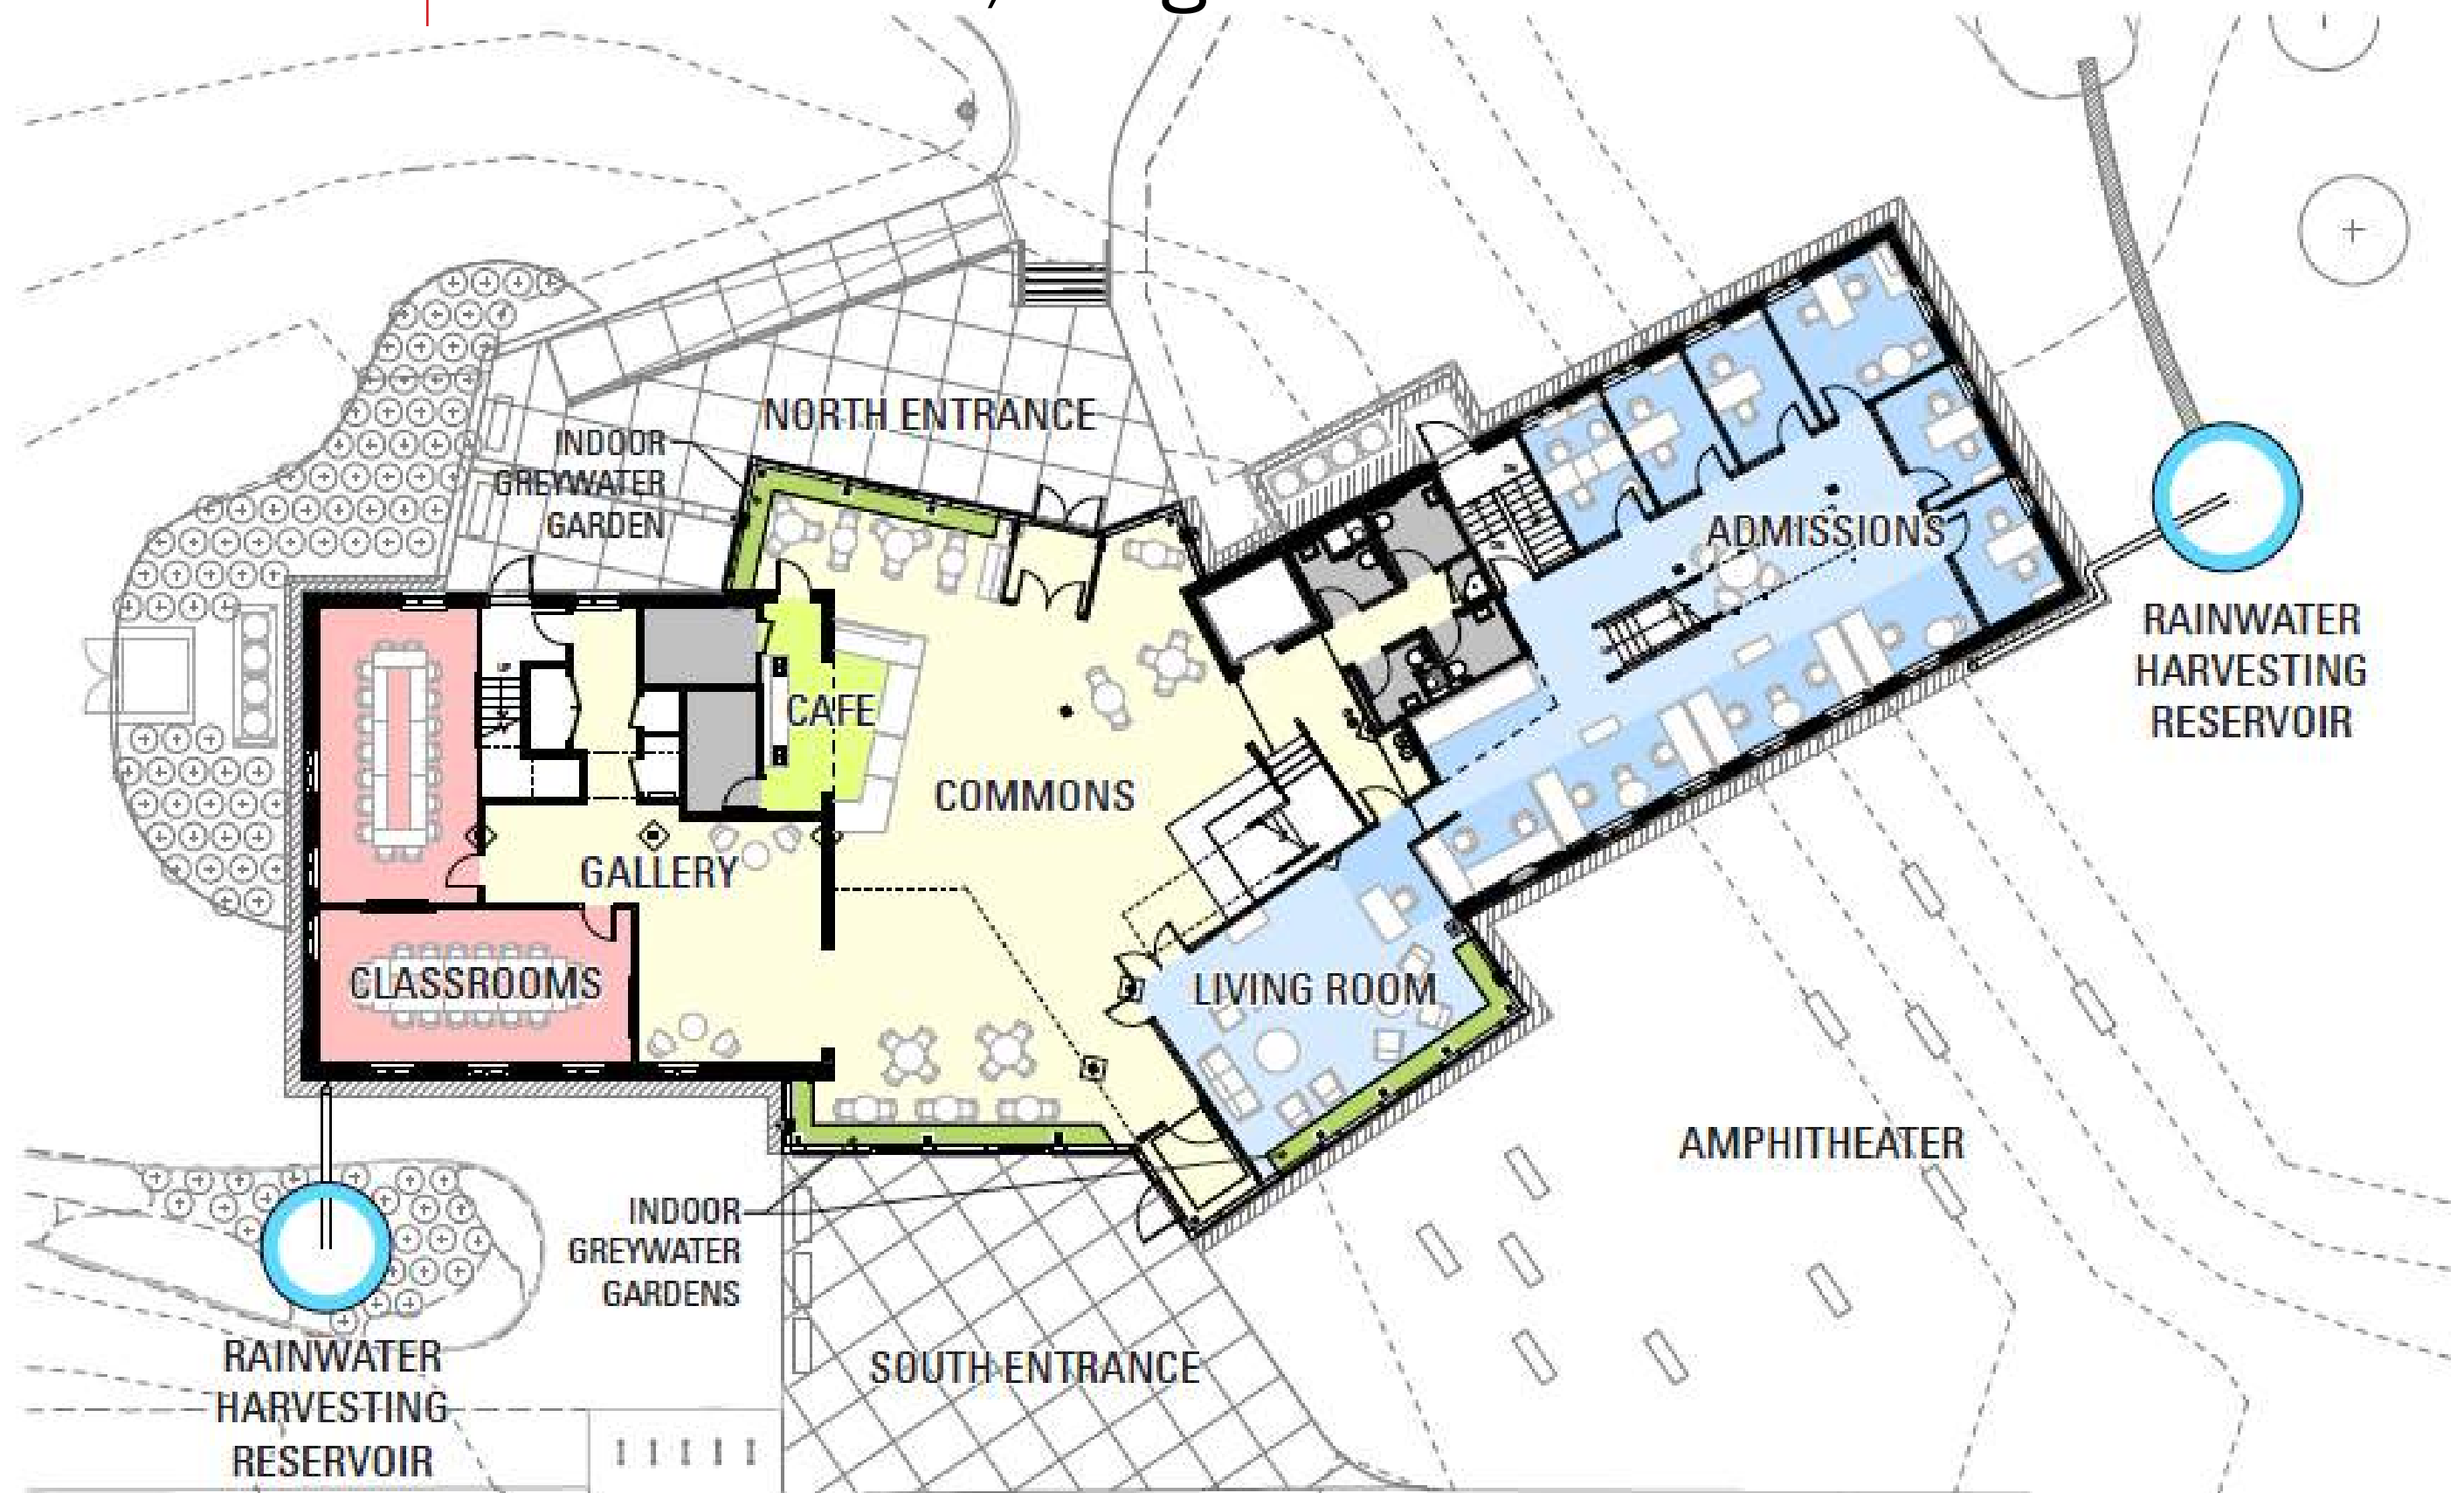 NORTH ENTRANCE
INDOOR
GREYWATER
GARDEN
ADMISSIONS
RAINWATER
HARVESTING
RESERVOIR
CAFE
COMMONS
GALLERY
CLASSROOMS
LIVING ROOM
AMPHITHEATER
INDOOR
GREYWATER
GARDENS
SOUTH ENTRANCE
RAINWATER
HARVESTING
RESERVOIR